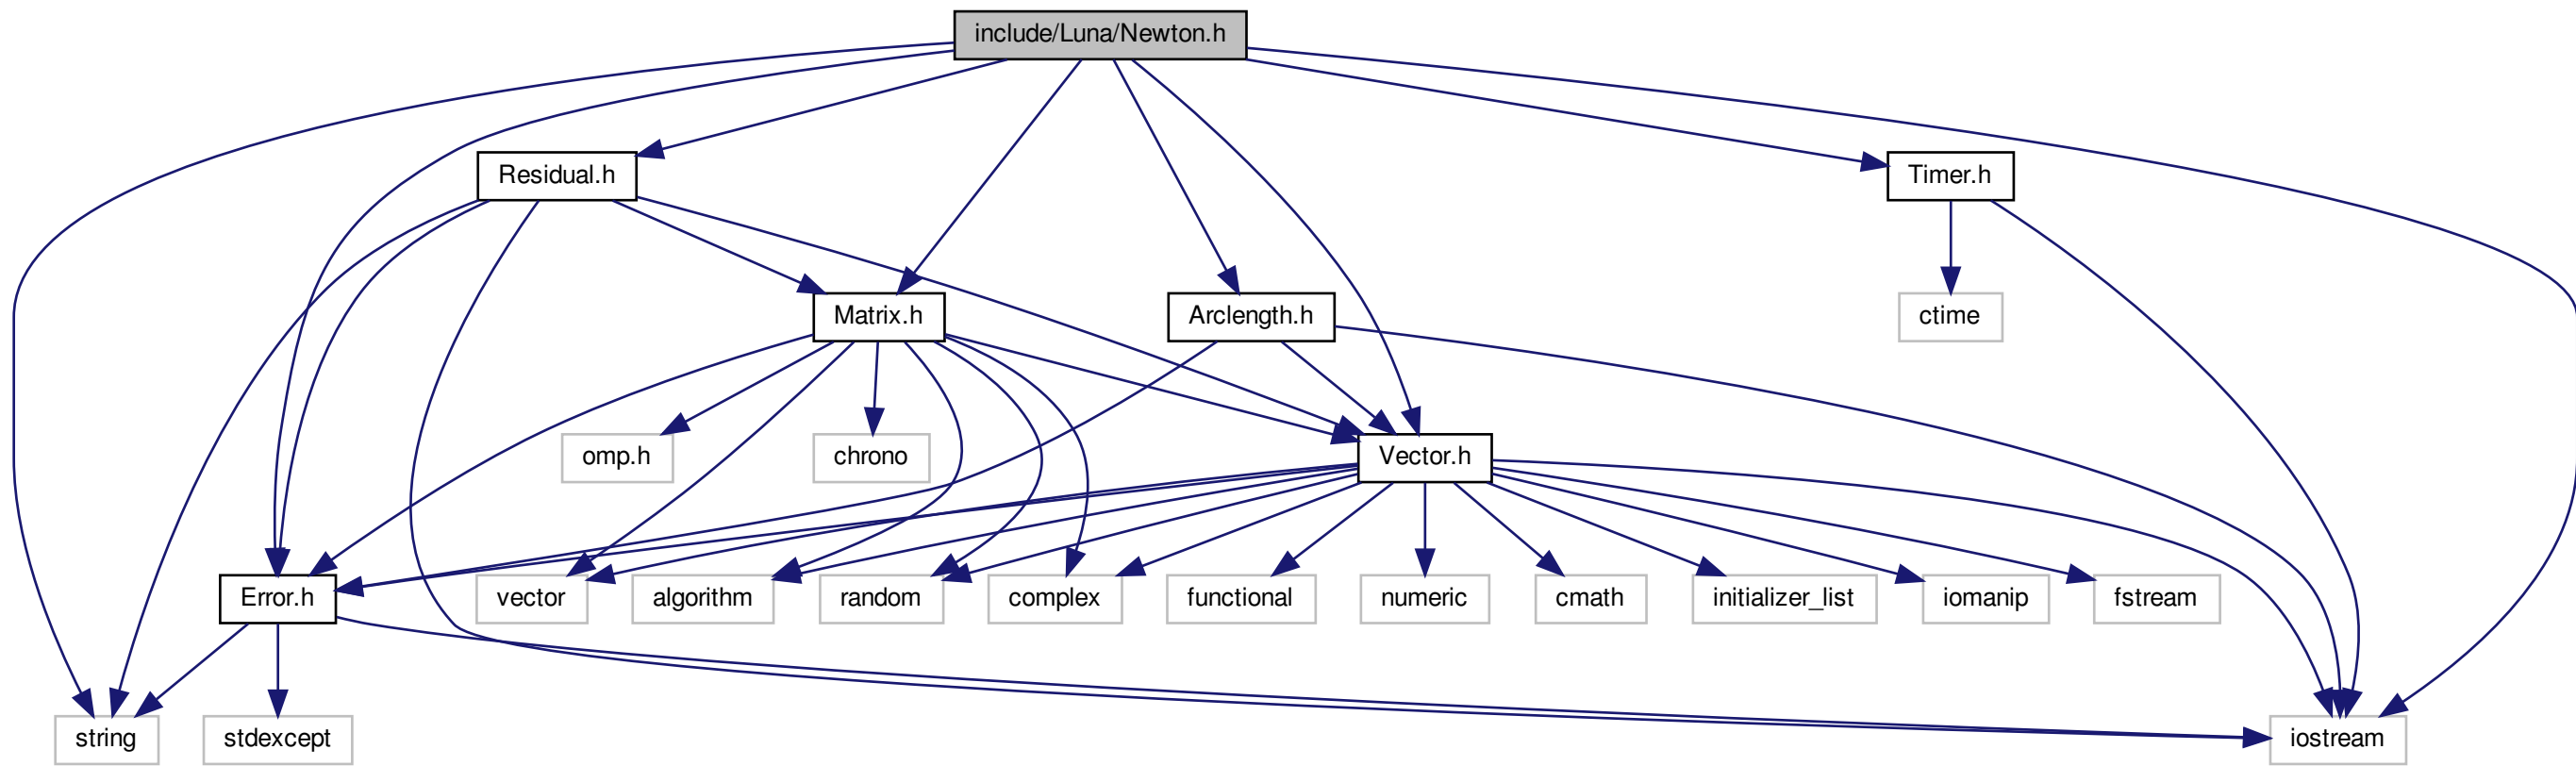 include/Luna/Newton.h
Residual.h
Timer.h
Matrix.h
Arclength.h
ctime
omp.h
chrono
Vector.h
Error.h
vector
algorithm
random
complex
functional
numeric
cmath
initializer_list
iomanip
fstream
string
stdexcept
iostream